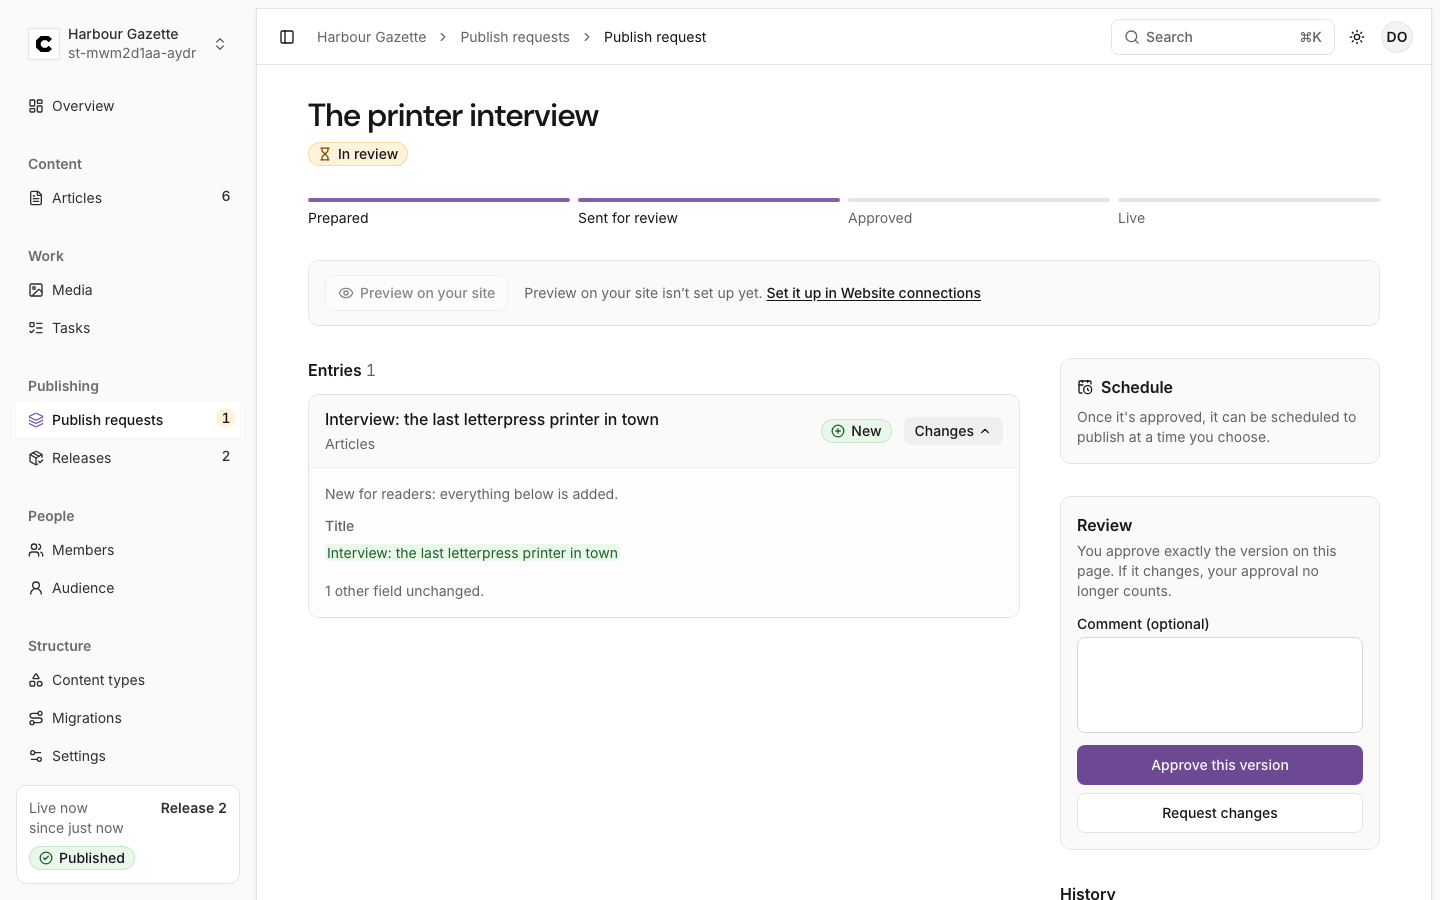 Harbour Gazette
st-mwm2d1aa-aydr
Overview
Content
Articles 6
Work
Media
Tasks
Publishing
Publish requests 1
Releases 2
People
Members
Audience
Structure
Content types
Migrations
Settings
Live now Release 2
since just now
Published
Harbour Gazette > Publish requests > Publish request
Search ⌘K
DO
The printer interview
In review
Prepared
Sent for review
Approved
Live
Preview on your site
Preview on your site isn’t set up yet. Set it up in Website connections
Entries 1
Interview: the last letterpress printer in town
Articles
New
Changes
New for readers: everything below is added.
Title
Interview: the last letterpress printer in town
1 other field unchanged.
Schedule
Once it's approved, it can be scheduled to
publish at a time you choose.
Review
You approve exactly the version on this
page. If it changes, your approval no
longer counts.
Comment (optional)
Approve this version
Request changes
History